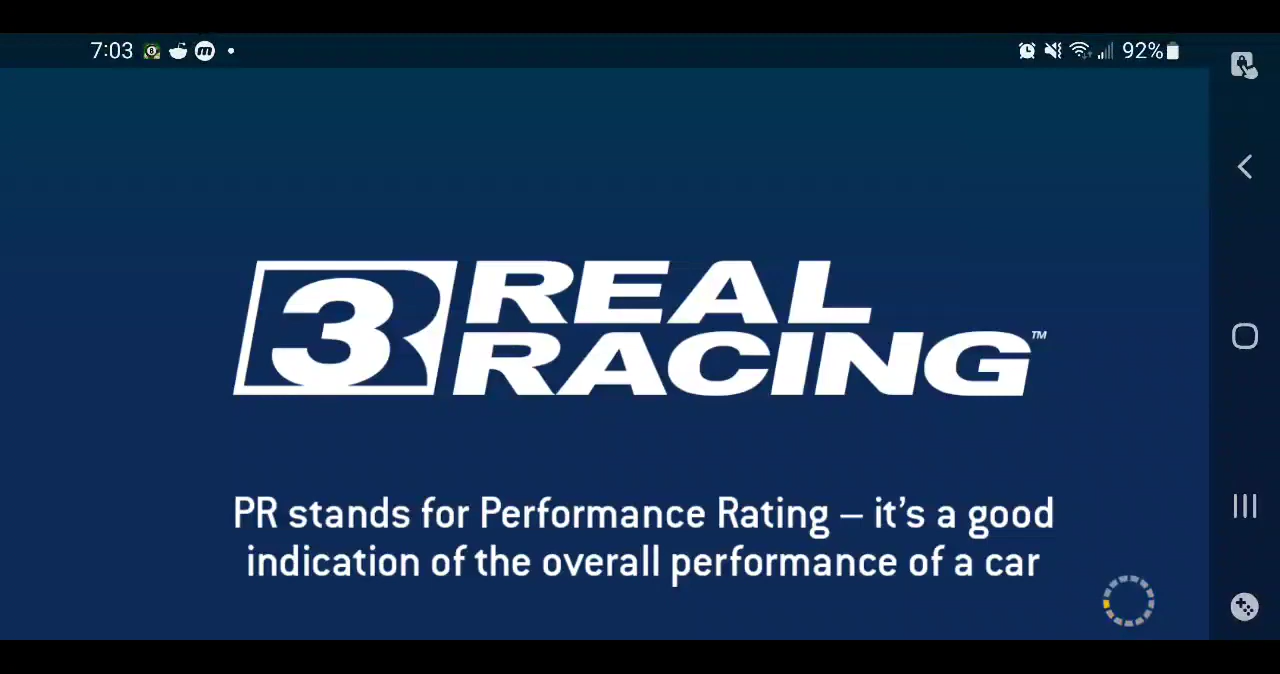 7:03
92%
3 REAL
RACING™
PR stands for Performance Rating – it's a good
indication of the overall performance of a car